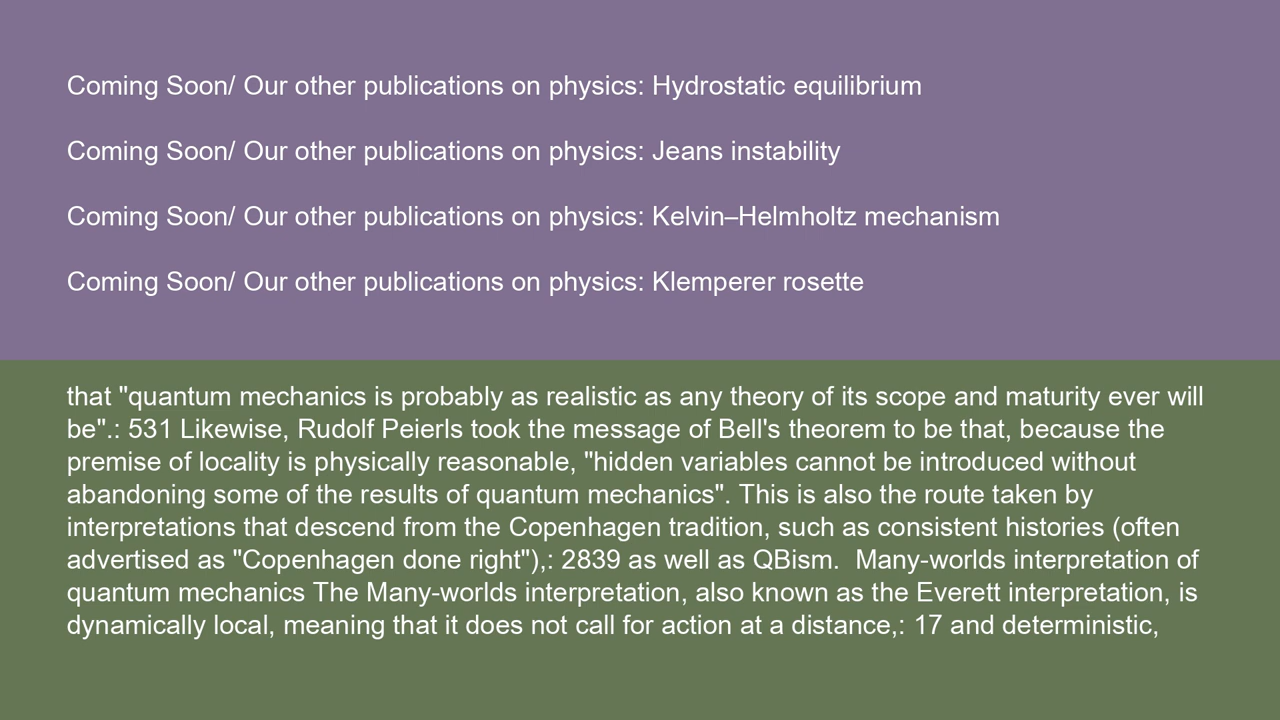 Coming Soon/ Our other publications on physics: Hydrostatic equilibrium
Coming Soon/ Our other publications on physics: Jeans instability
Coming Soon/ Our other publications on physics: Kelvin–Helmholtz mechanism
Coming Soon/ Our other publications on physics: Klemperer rosette
that "quantum mechanics is probably as realistic as any theory of its scope and maturity ever will
be".: 531 Likewise, Rudolf Peierls took the message of Bell's theorem to be that, because the
premise of locality is physically reasonable, "hidden variables cannot be introduced without
abandoning some of the results of quantum mechanics". This is also the route taken by
interpretations that descend from the Copenhagen tradition, such as consistent histories (often
advertised as "Copenhagen done right"),: 2839 as well as QBism.  Many-worlds interpretation of
quantum mechanics The Many-worlds interpretation, also known as the Everett interpretation, is
dynamically local, meaning that it does not call for action at a distance,: 17 and deterministic,